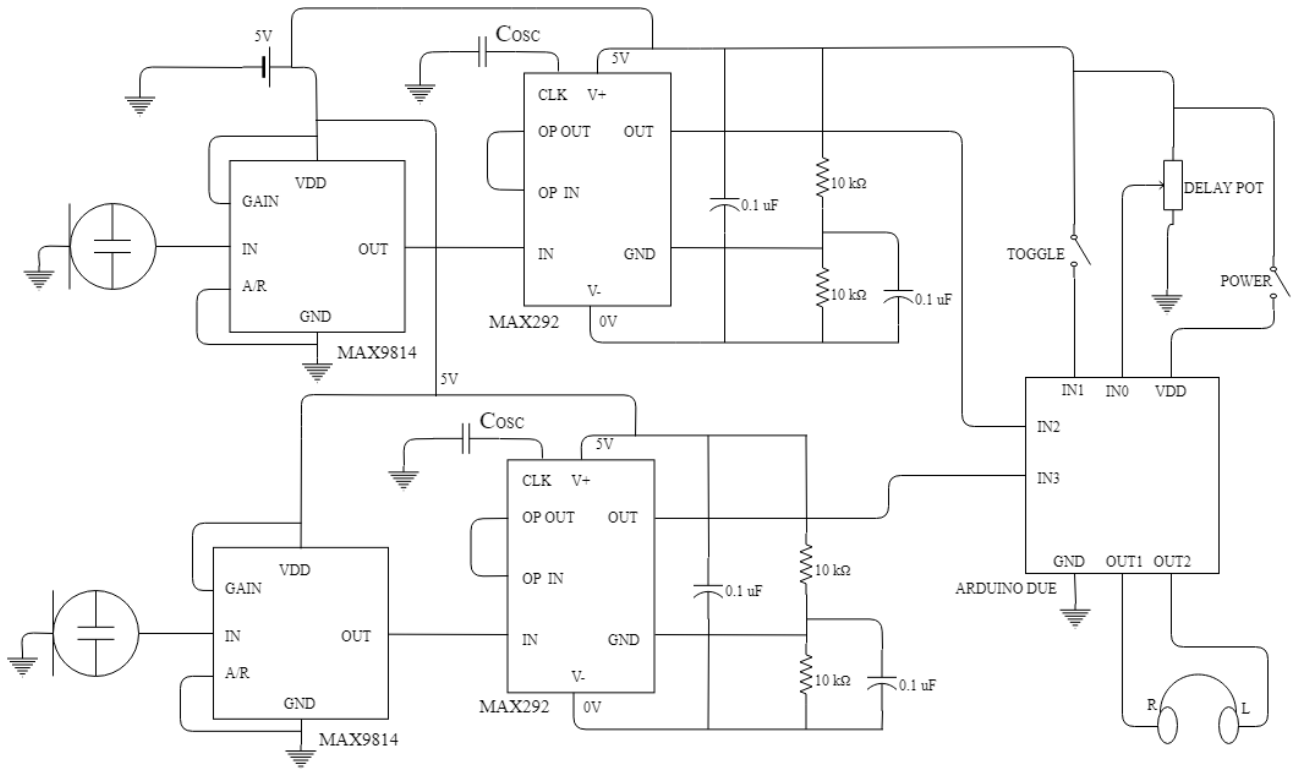 5V
COSC
5V
CLK V+
OP OUT OUT
OP IN
IN GND
V-
0V
MAX292
VDD
GAIN
IN OUT
A/R
GND
MAX9814
10 kΩ
0.1 uF
10 kΩ
0.1 uF
DELAY POT
TOGGLE
POWER
5V
COSC
5V
CLK V+
OP OUT OUT
OP IN
IN GND
V-
0V
MAX292
VDD
GAIN
IN OUT
A/R
GND
MAX9814
10 kΩ
0.1 uF
10 kΩ
0.1 uF
IN1 IN0 VDD
IN2
IN3
GND OUT1 OUT2
ARDUINO DUE
R L